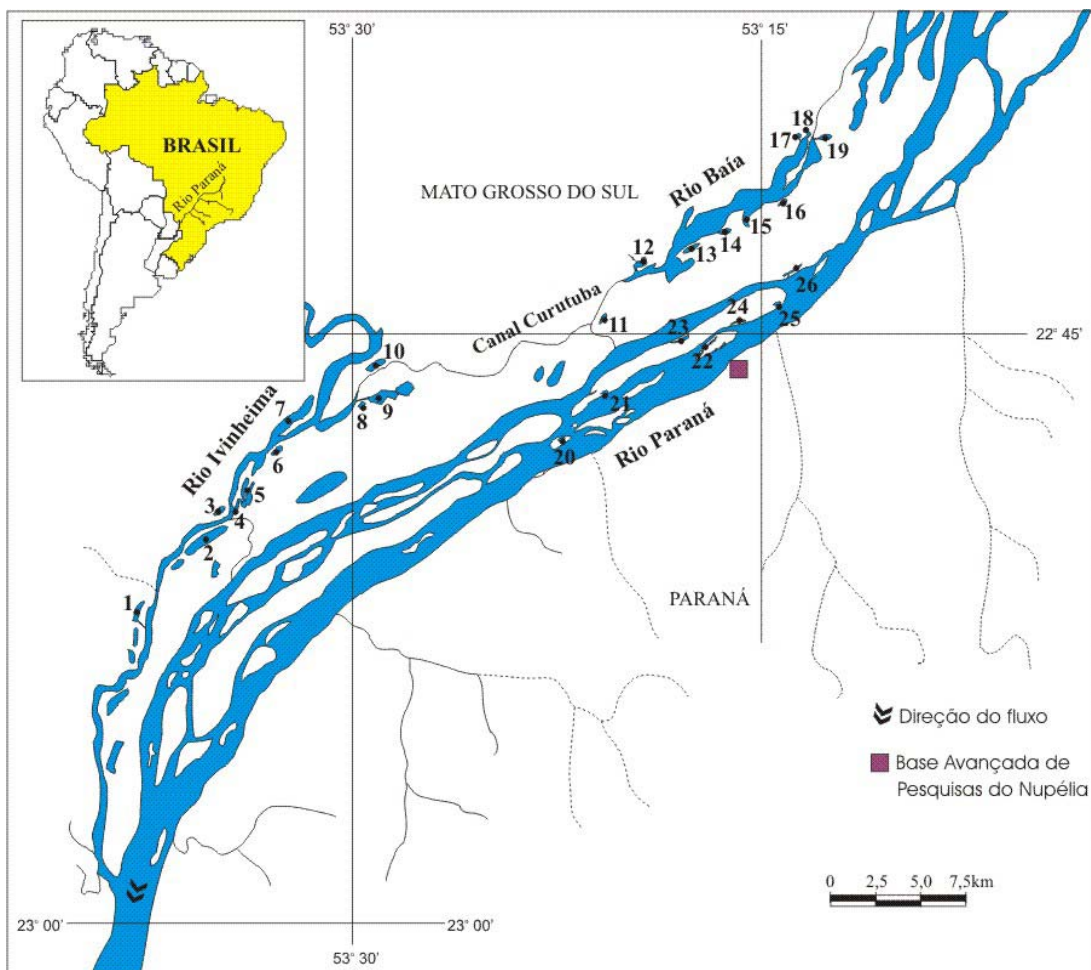 53° 30'
53° 15'
BRASIL
Rio Paraná
MATO GROSSO DO SUL
Rio Baía
17
18
19
16
15
14
13
12
26
24
25
23
22
Canal Curutuba
11
22° 45'
10
9
8
7
Rio Ivinheima
6
5
4
3
2
1
21
20
Rio Paraná
PARANÁ
Direção do fluxo
Base Avançada de
Pesquisas do Nupélia
0 2,5 5,0 7,5km
23° 00'
23° 00'
53° 30'